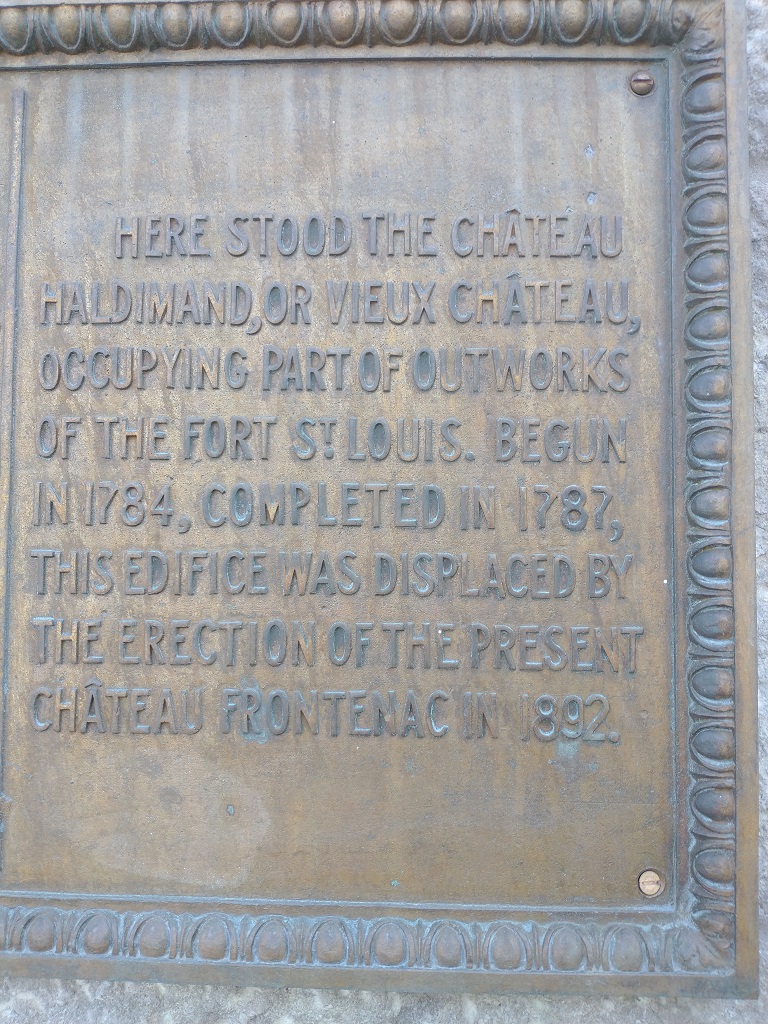 HERE STOOD THE CHÂTEAU
HALDIMAND, OR VIEUX CHÂTEAU,
OCCUPYING PART OF OUTWORKS
OF THE FORT ST. LOUIS. BEGUN
IN 1784, COMPLETED IN 1787,
THIS EDIFICE WAS DISPLACED BY
THE ERECTION OF THE PRESENT
CHÂTEAU FRONTENAC IN 1892.